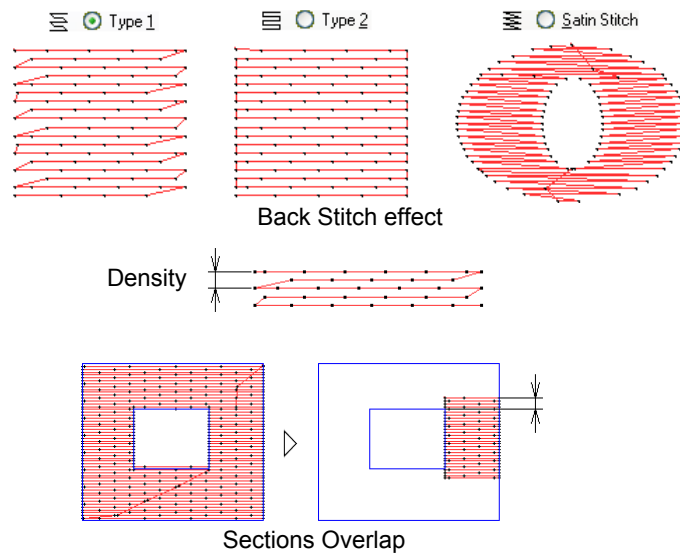 Type 1
Type 2
Satin Stitch
Back Stitch effect
Density
Sections Overlap